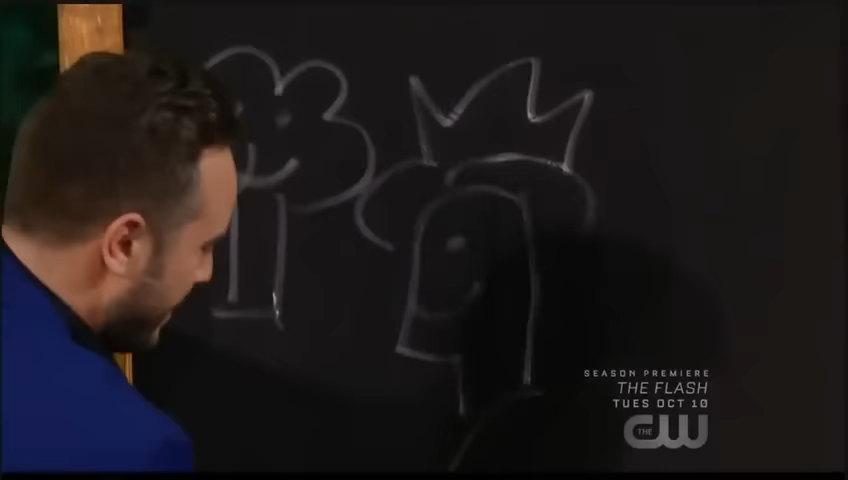 SEASON PREMIERE
THE FLASH
TUES OCT 10
THE CW